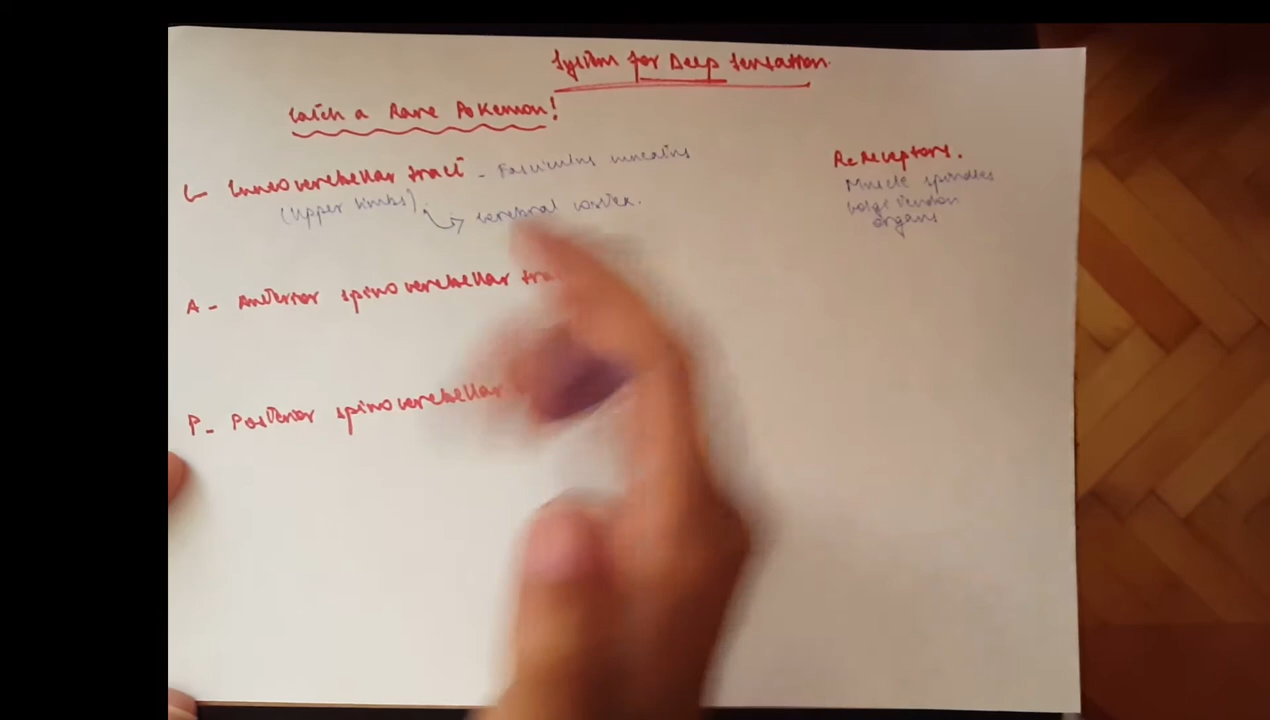 System for Deep Sensation.
Catch a Rare Pokemon!
C- Cuneocerebellar tract - Fasciculus cuneatus
(Upper limbs)
cerebral cortex.
A - Anterior spinocerebellar
P - Posterior spinocerebellar
Receptors.
Muscle spindles
Golgi tendon
organs